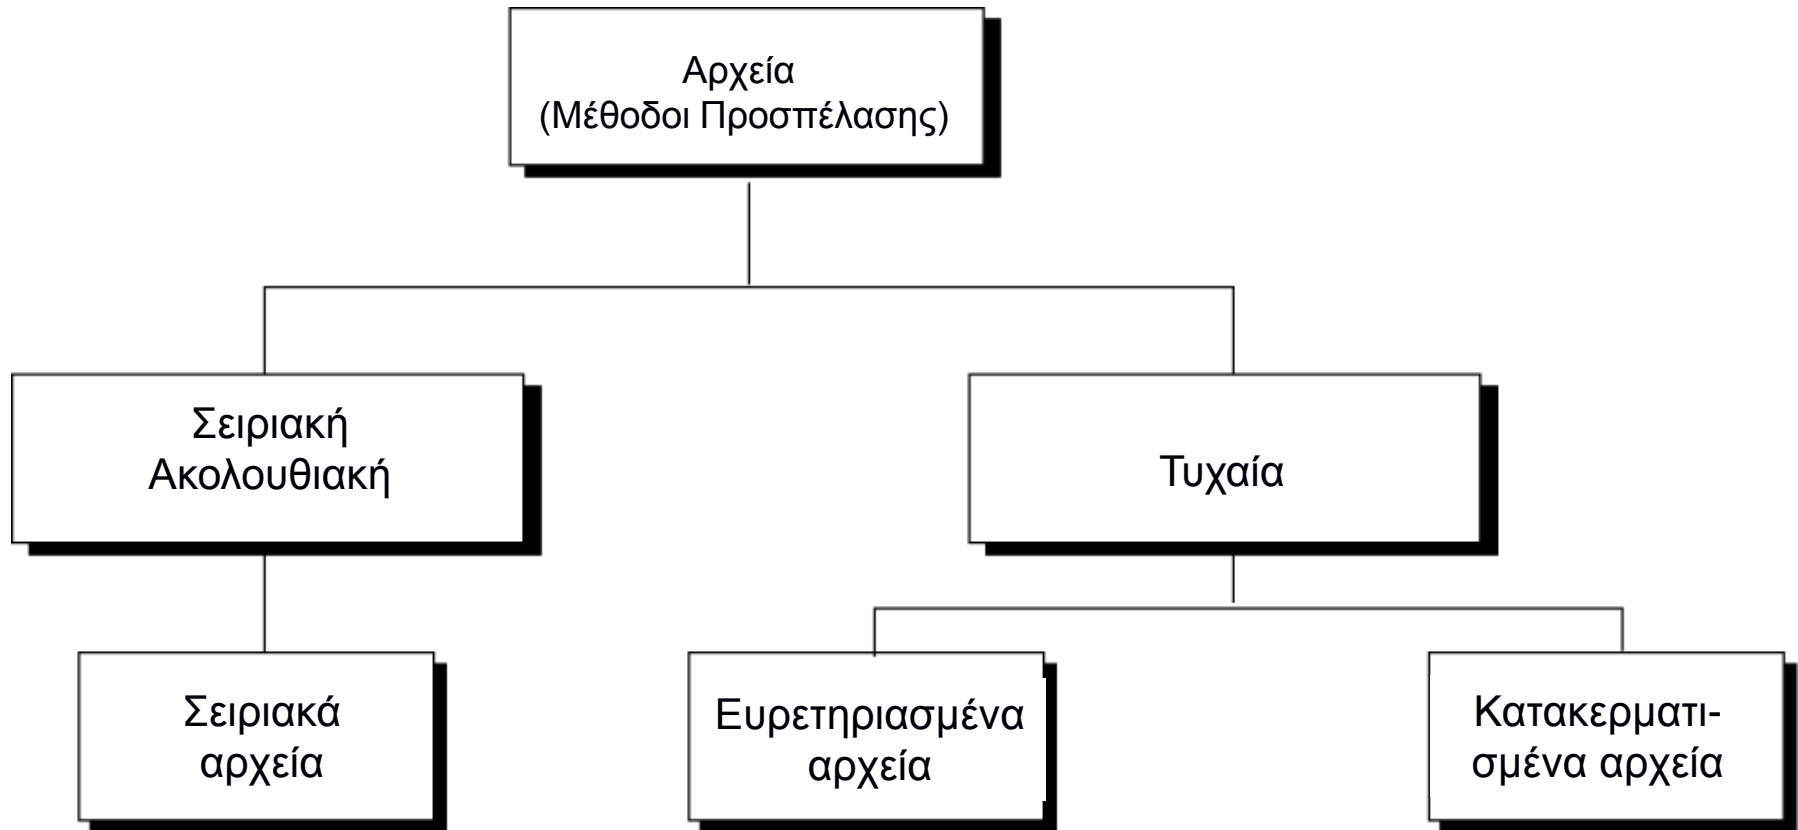 Αρχεία
(Μέθοδοι Προσπέλασης)
Σειριακή
Ακολουθιακή
Τυχαία
Σειριακά
αρχεία
Ευρετηριασμένα
αρχεία
Κατακερματι-
σμένα αρχεία